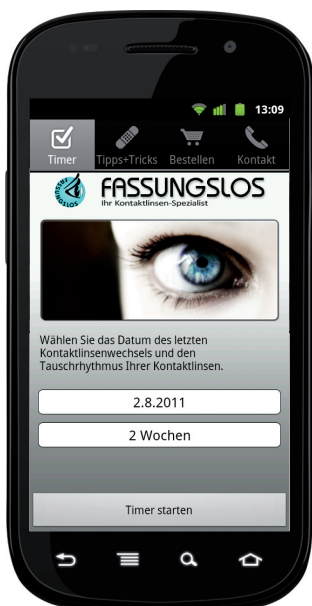 13:09
Timer Tipps+Tricks Bestellen Kontakt
FASSUNGSLOS
FASSUNGSLOS
Ihr Kontaktlinsen-Spezialist
Wählen Sie das Datum des letzten
Kontaktlinsenwechsels und den
Tauschrhythmus Ihrer Kontaktlinsen.
2.8.2011
2 Wochen
Timer starten